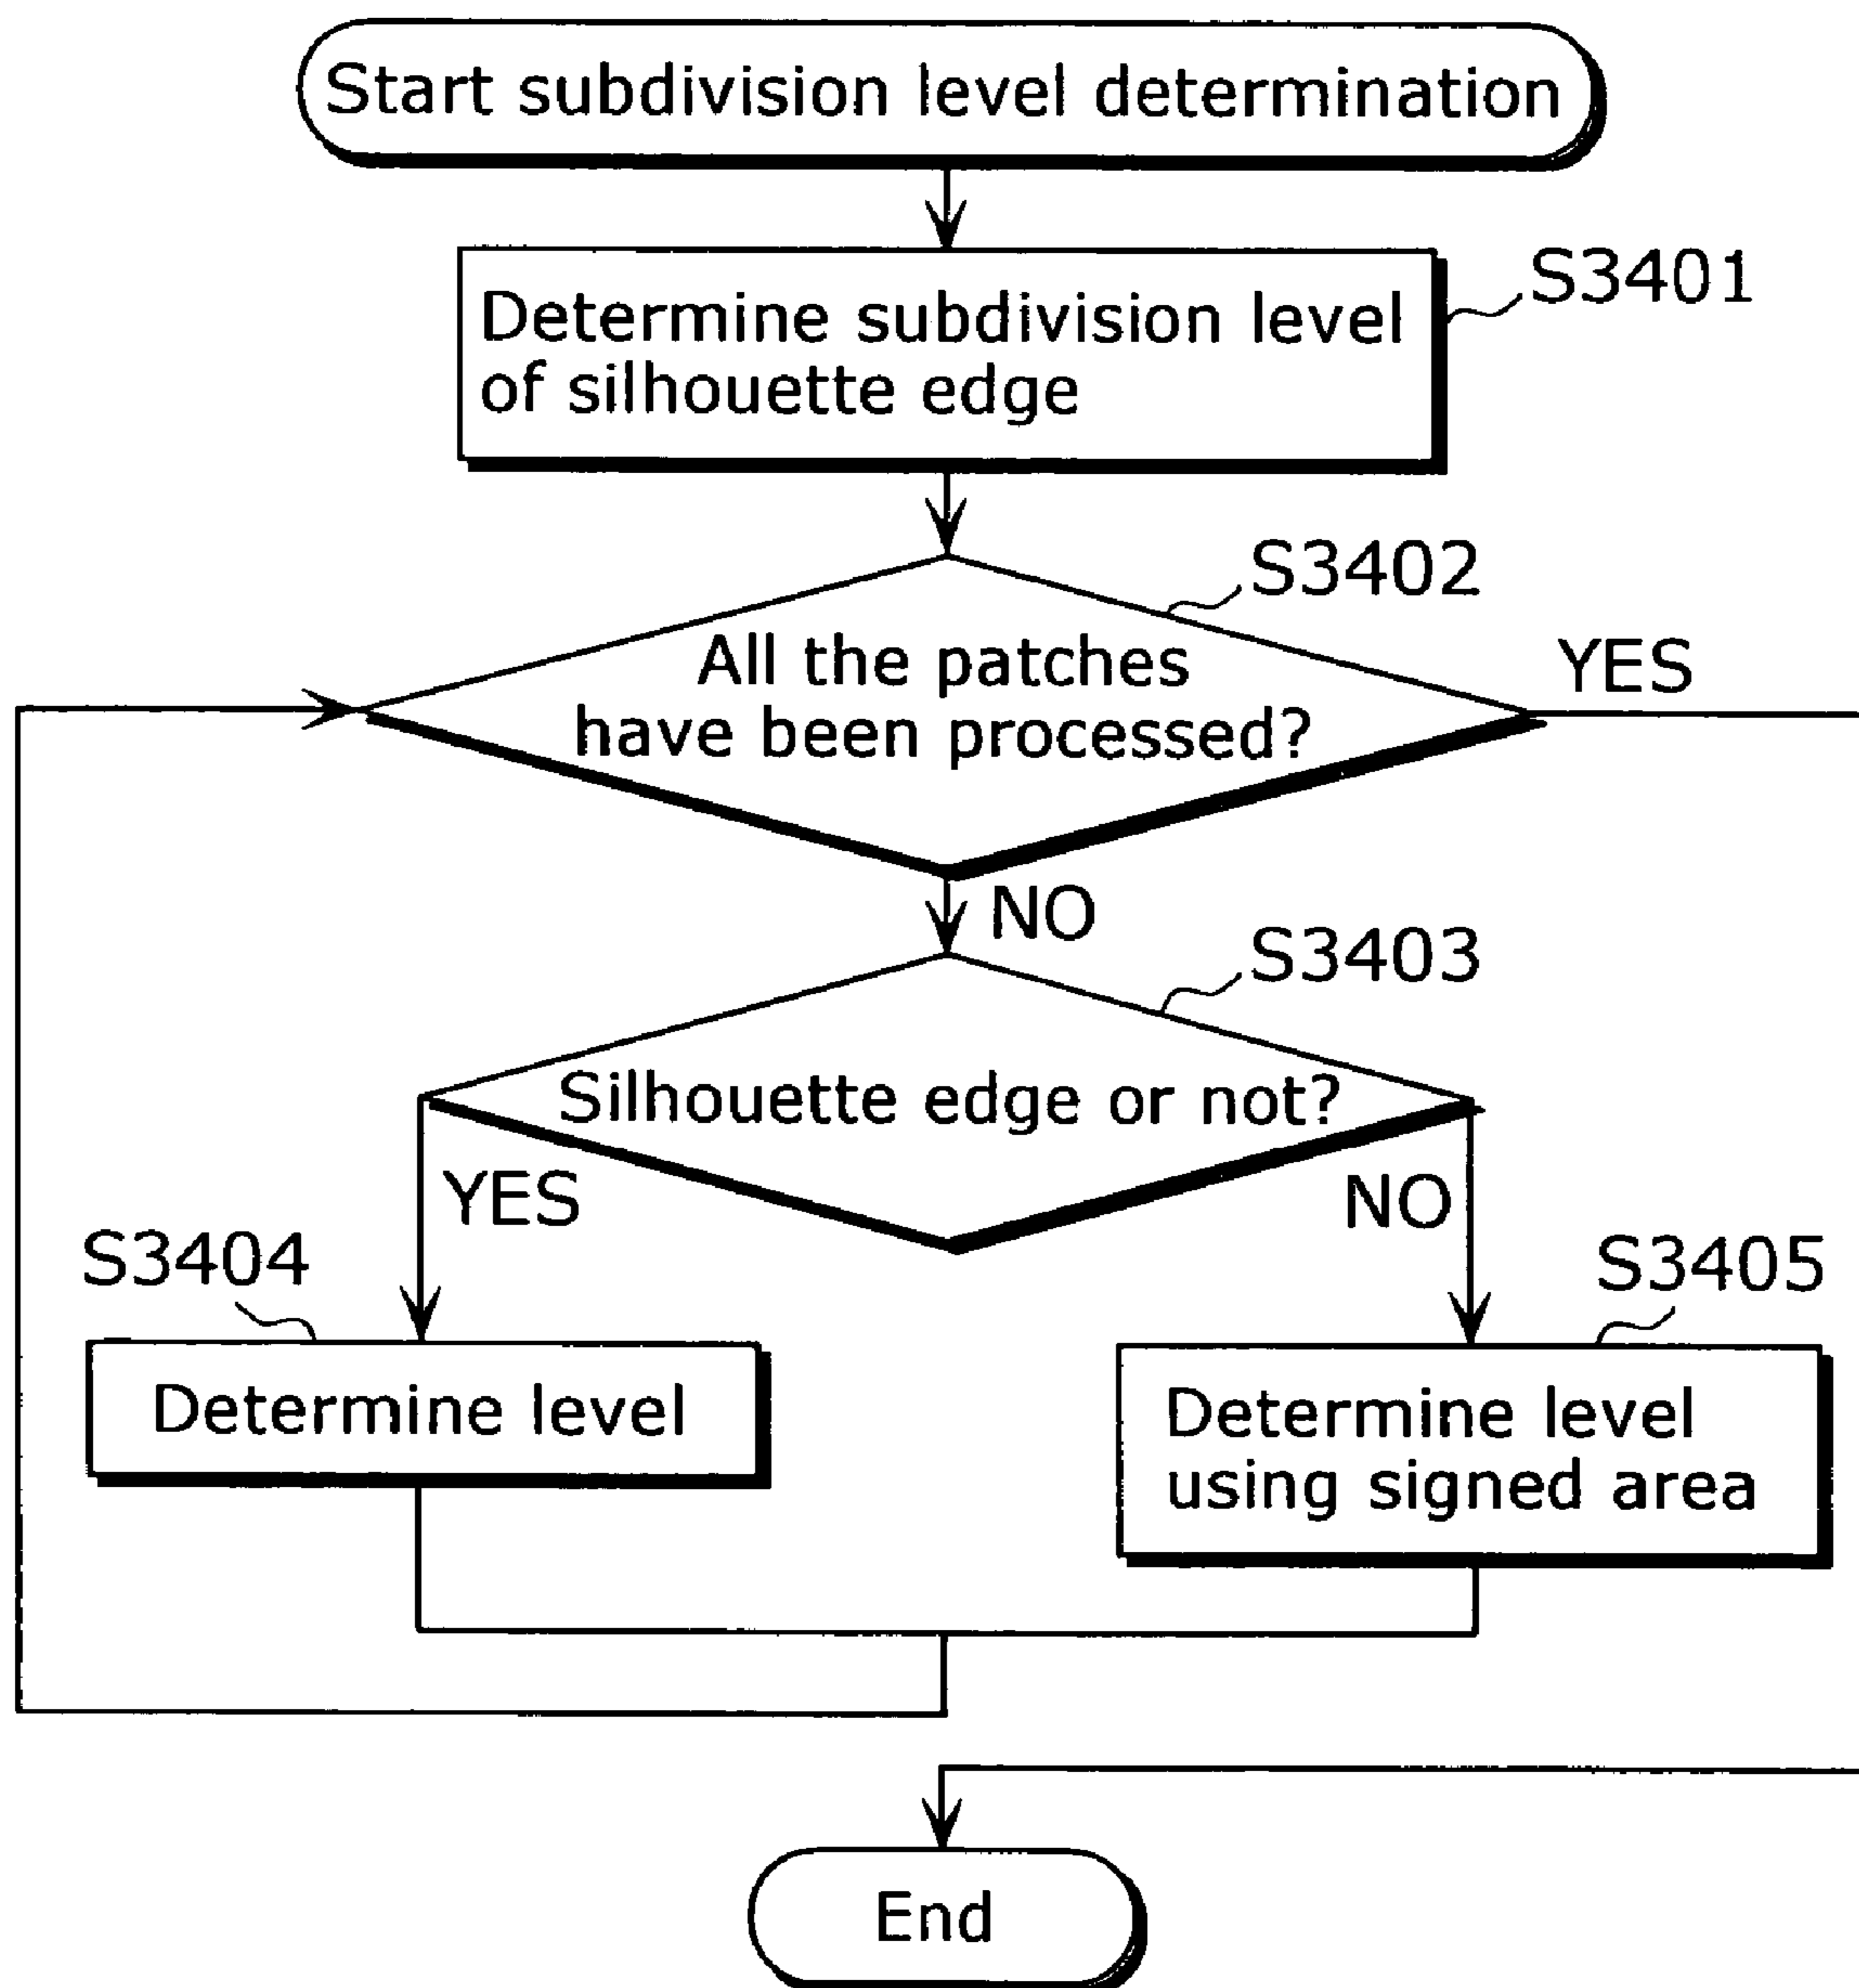 Start subdivision level determination
S3401
Determine subdivision level
of silhouette edge
S3402
All the patches
have been processed?
YES
NO
S3403
Silhouette edge or not?
YES
NO
S3404
S3405
Determine level
Determine level
using signed area
End